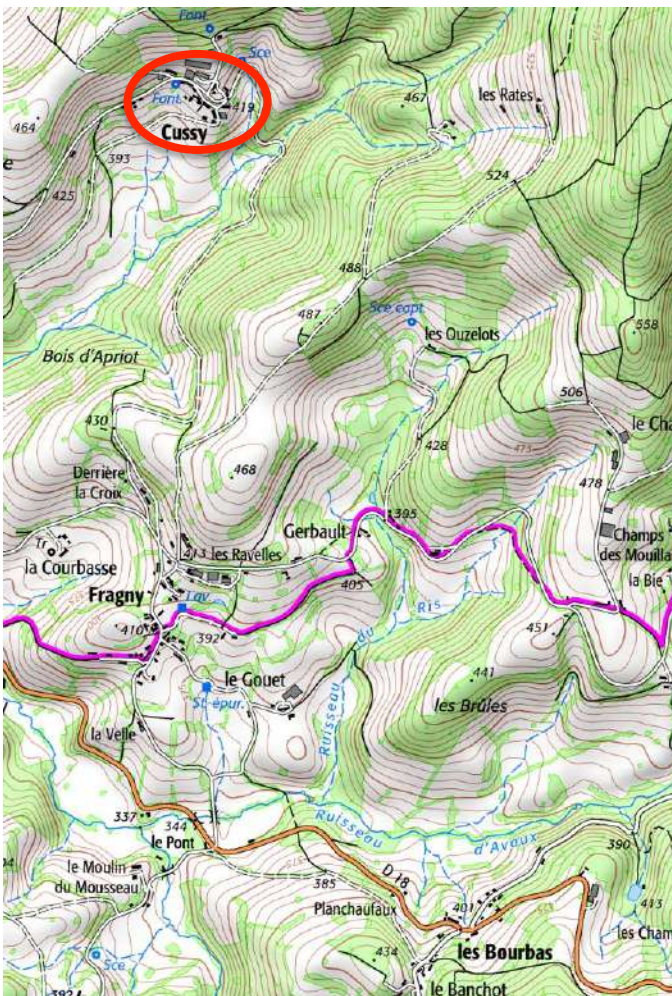 Font
Sce
467
les Rates
Font
419
464
Cussy
393
524
425
488
487
Sce capt
558
les Ouzelots
Bois d'Apriot
506
430
428
475
le Cha
468
478
Derrière
la Croix
395
Gerbault
Tr
413
les Ravelles
Champs
des Mouilla
la Courbasse
405
la Bie
Fragny
Lav
Ris
410
392
du
451
441
le Gouet
St. épur.
les Brûles
Ruisseau
la Velle
337
344
Ruisseau
d'Avaux
le Pont
390
le Moulin
du Mousseau
385
D 18
413
Planchaufaux
401
les Cham
434
les Bourbas
Sce
392
le Banchot